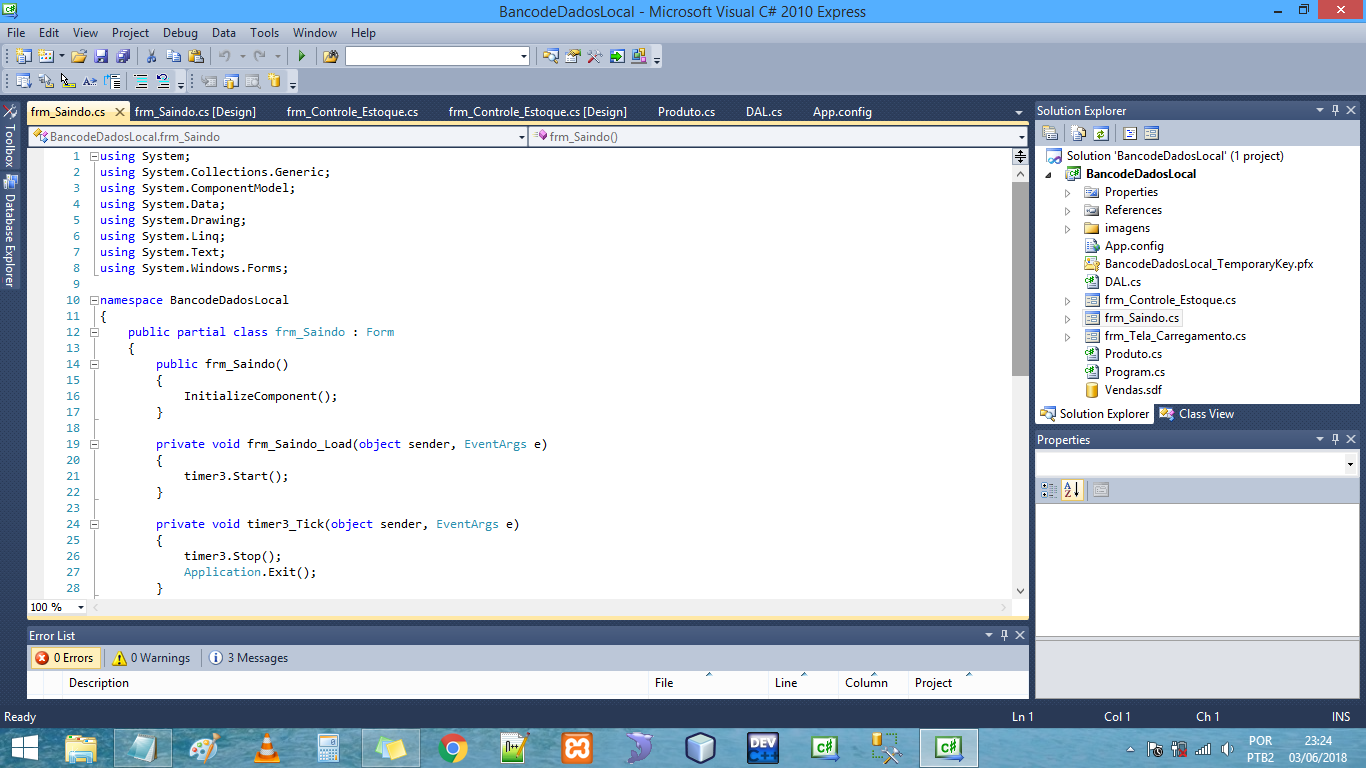 BancodeDadosLocal - Microsoft Visual C# 2010 Express
File Edit View Project Debug Data Tools Window Help
frm_Saindo.cs frm_Saindo.cs [Design] frm_Controle_Estoque.cs frm_Controle_Estoque.cs [Design] Produto.cs DAL.cs App.config
BancodeDadosLocal.frm_Saindo frm_Saindo()
Toolbox
Database Explorer
1 using System;
2 using System.Collections.Generic;
3 using System.ComponentModel;
4 using System.Data;
5 using System.Drawing;
6 using System.Linq;
7 using System.Text;
8 using System.Windows.Forms;
9
10 namespace BancodeDadosLocal
11 {
12 public partial class frm_Saindo : Form
13 {
14 public frm_Saindo()
15 {
16 InitializeComponent();
17 }
18
19 private void frm_Saindo_Load(object sender, EventArgs e)
20 {
21 timer3.Start();
22 }
23
24 private void timer3_Tick(object sender, EventArgs e)
25 {
26 timer3.Stop();
27 Application.Exit();
28 }
100 %
Solution Explorer
Solution 'BancodeDadosLocal' (1 project)
BancodeDadosLocal
Properties
References
imagens
App.config
BancodeDadosLocal_TemporaryKey.pfx
DAL.cs
frm_Controle_Estoque.cs
frm_Saindo.cs
frm_Tela_Carregamento.cs
Produto.cs
Program.cs
Vendas.sdf
Solution Explorer Class View
Properties
Error List
0 Errors 0 Warnings 3 Messages
Description File Line Column Project
Ready Ln 1 Col 1 Ch 1 INS
DEV C++
POR 23:24
PTB2 03/06/2018